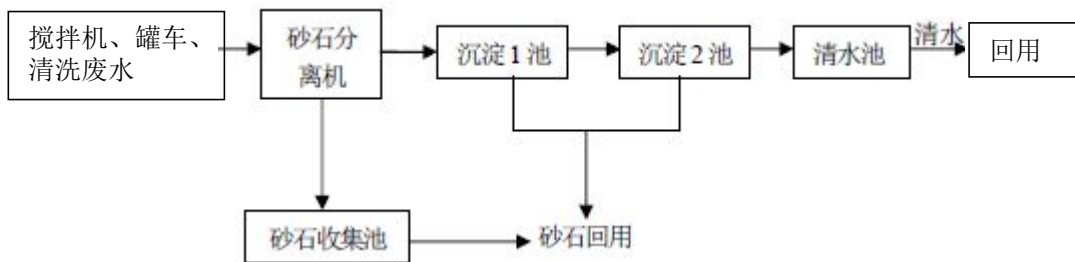 搅拌机、罐车、
清洗废水
砂石分
离机
沉淀1池
沉淀2池
清水池
清水
回用
砂石收集池
砂石回用